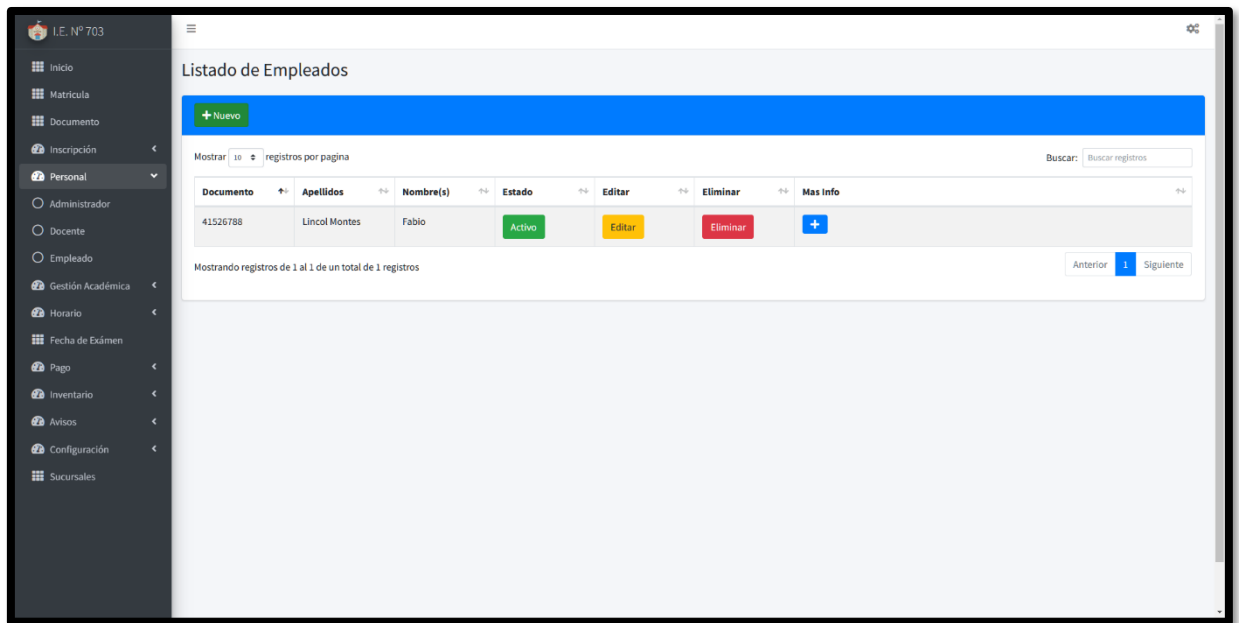 I.E. Nº 703
Inicio
Matricula
Documento
Inscripción
Personal
Administrador
Docente
Empleado
Gestión Académica
Horario
Fecha de Exámen
Pago
Inventario
Avisos
Configuración
Sucursales
Listado de Empleados
Nuevo
Mostrar 10 registros por pagina
Buscar: Buscar registros
Documento Apellidos Nombre(s) Estado Editar Eliminar Mas Info
41526788 Lincol Montes Fabio Activo Editar Eliminar
Mostrando registros de 1 al 1 de un total de 1 registros
Anterior 1 Siguiente